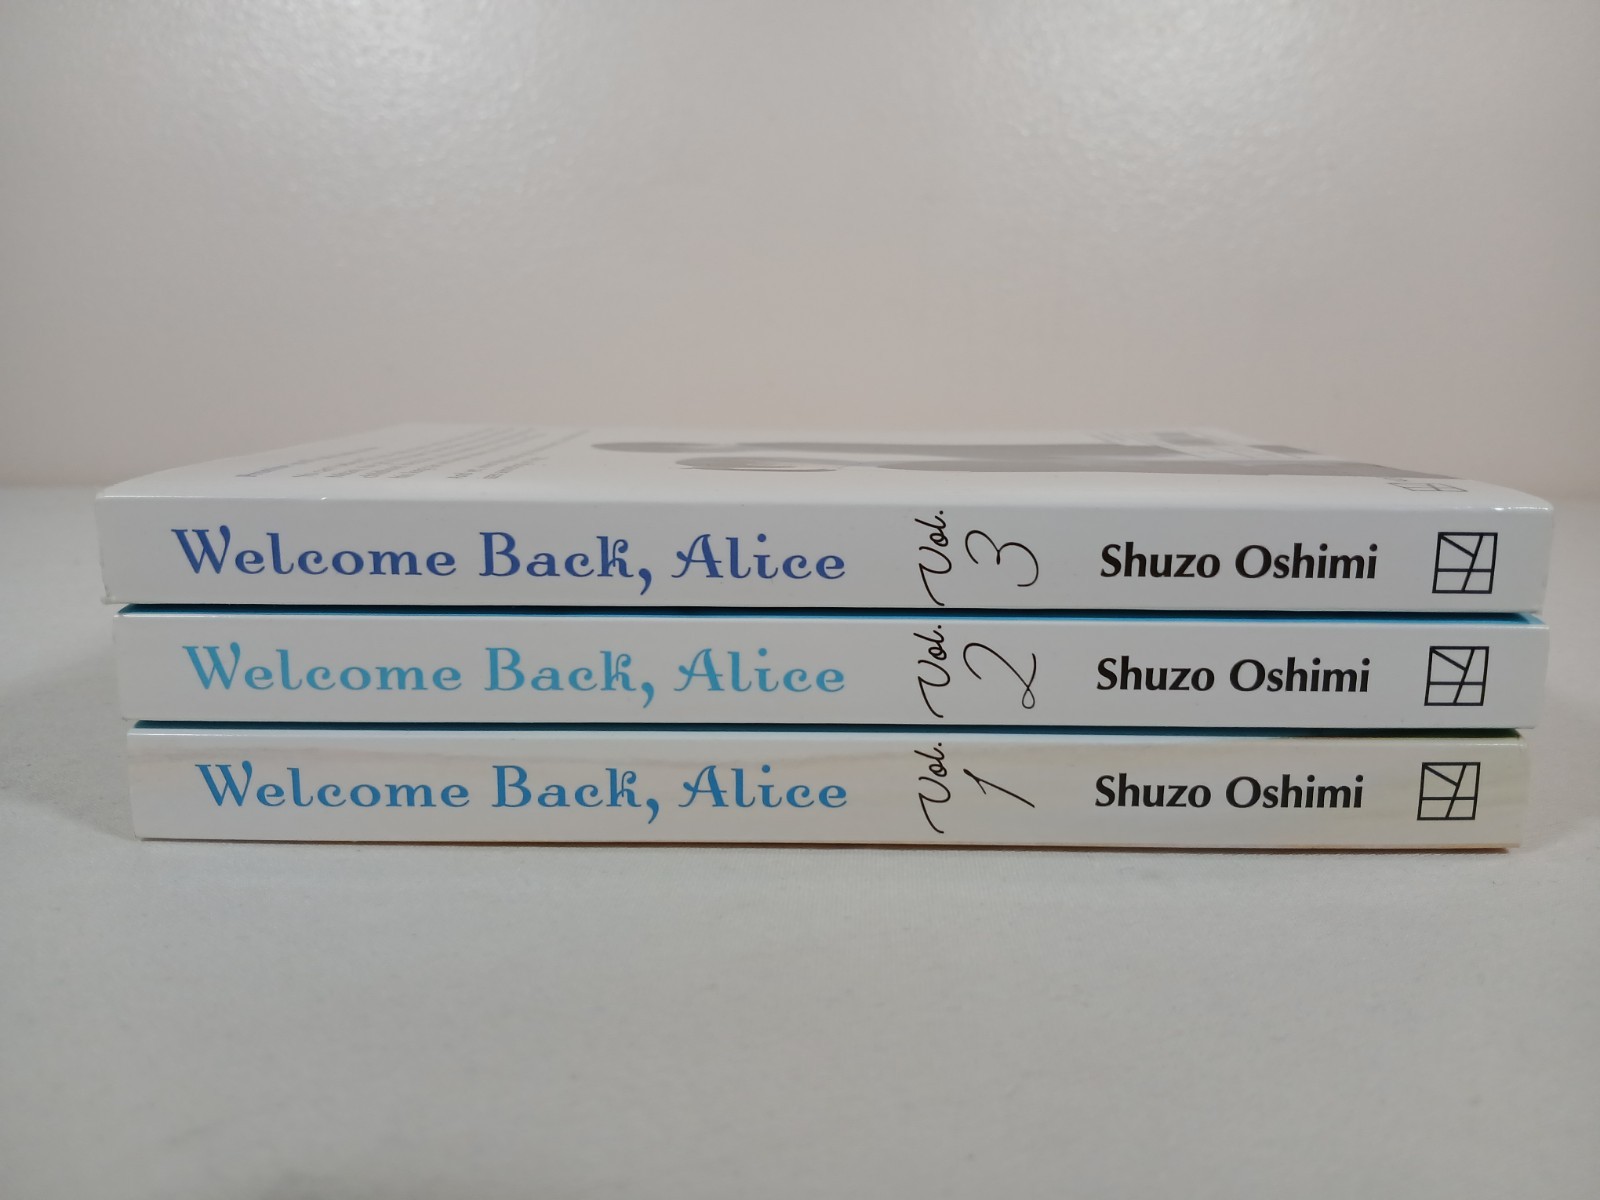 Welcome Back, Alice Vol. 3 Shuzo Oshimi
Welcome Back, Alice Vol. 2 Shuzo Oshimi
Welcome Back, Alice Vol. 1 Shuzo Oshimi